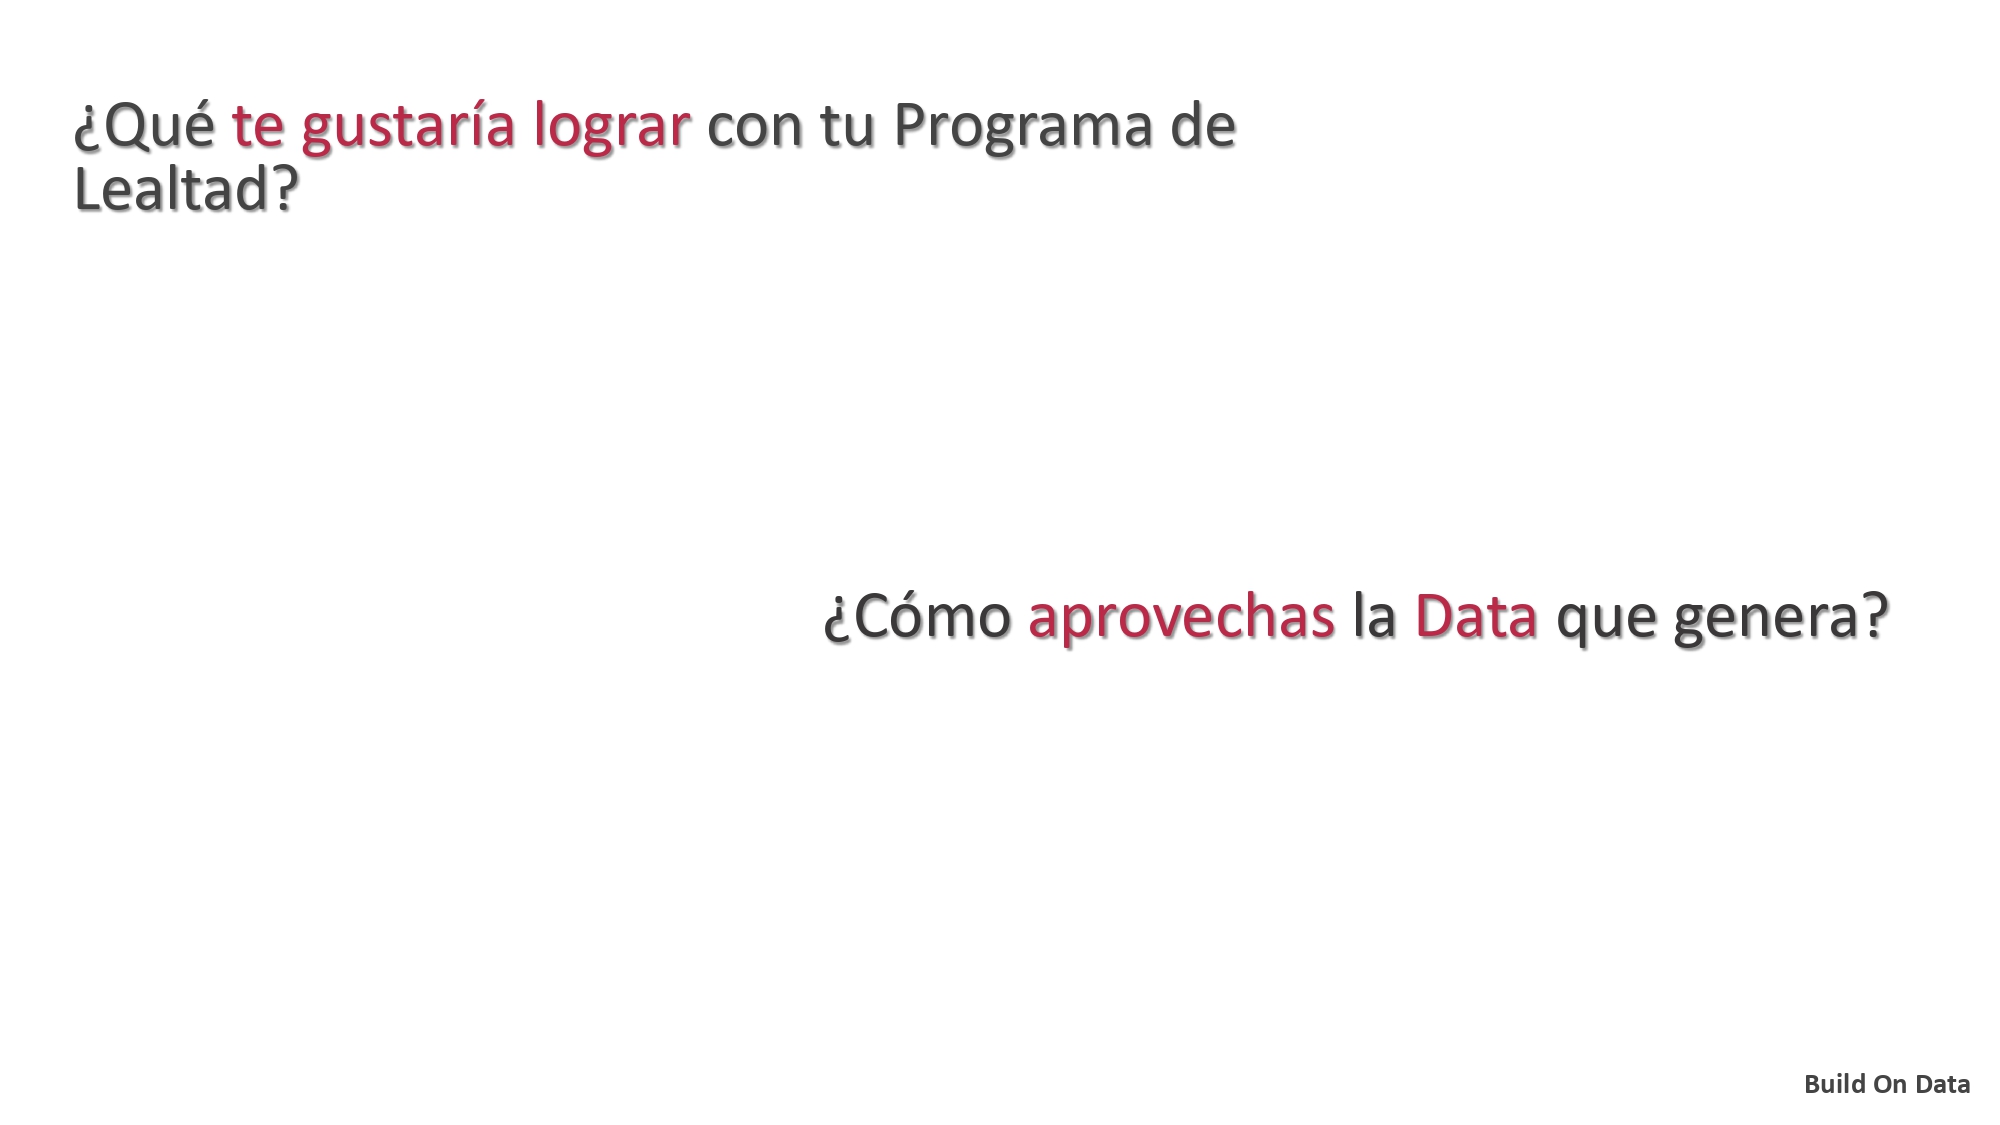 ¿Qué te gustaría lograr con tu Programa de
Lealtad?
¿Cómo aprovechas la Data que genera?
Build On Data